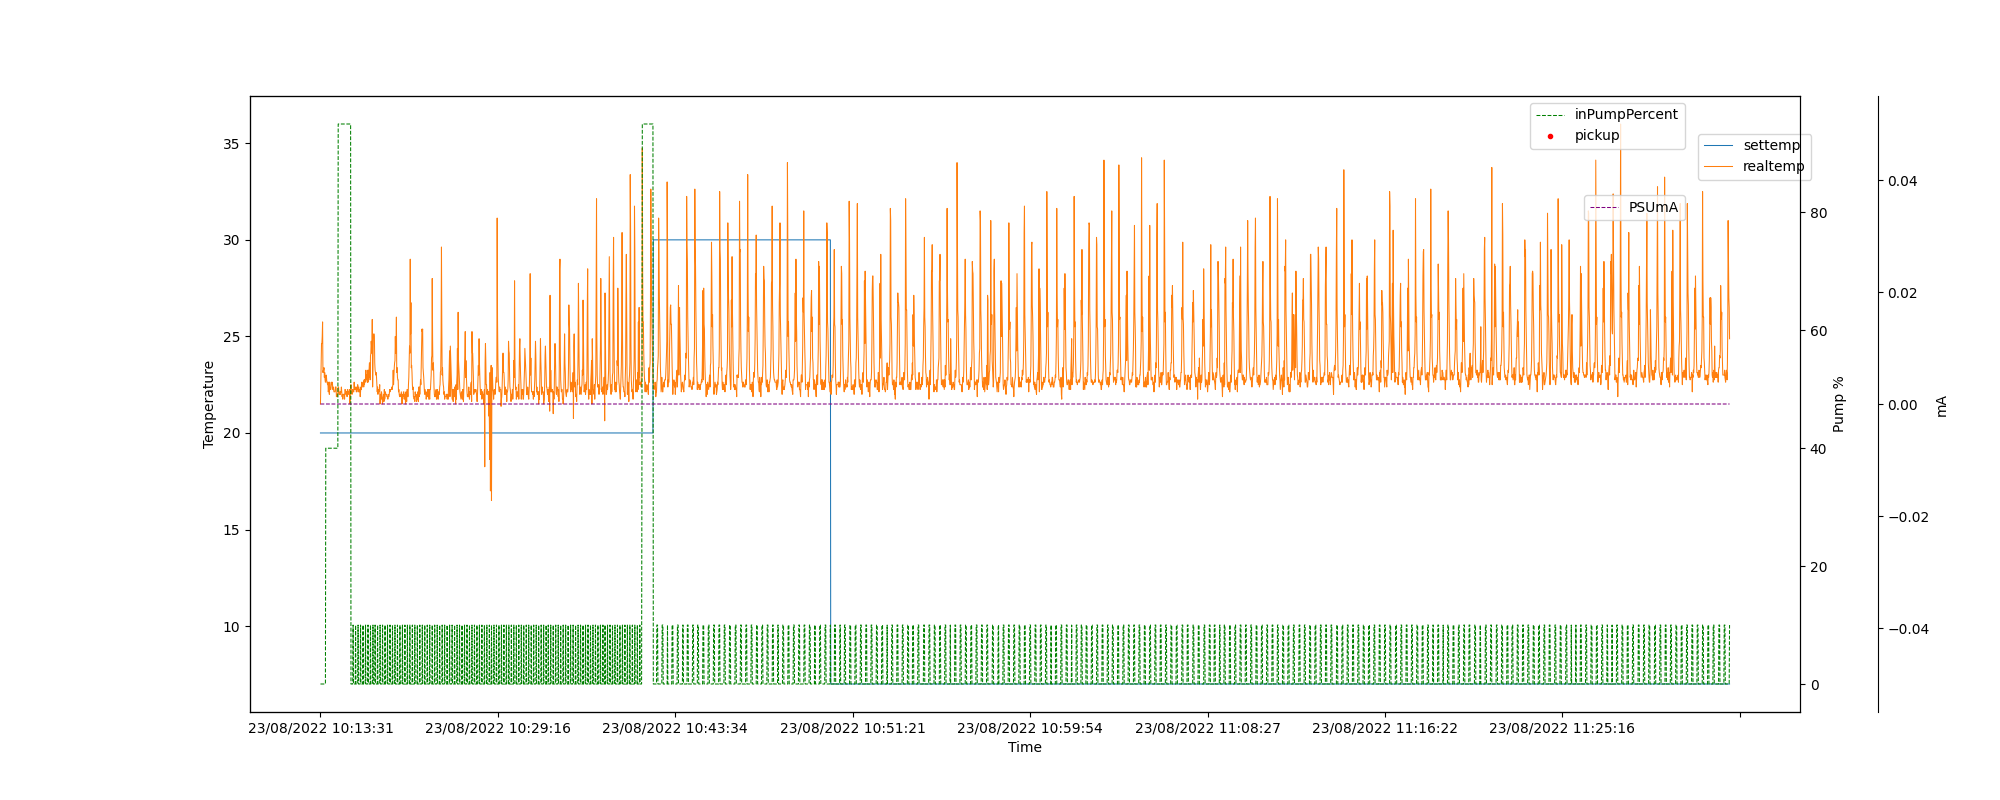 inPumpPercent
pickup
settemp
realtemp
PSUmA
35
30
25
20
15
10
Temperature
80
60
40
20
0
Pump %
0.04
0.02
0.00
−0.02
−0.04
mA
23/08/2022 10:13:31
23/08/2022 10:29:16
23/08/2022 10:43:34
23/08/2022 10:51:21
23/08/2022 10:59:54
23/08/2022 11:08:27
23/08/2022 11:16:22
23/08/2022 11:25:16
Time